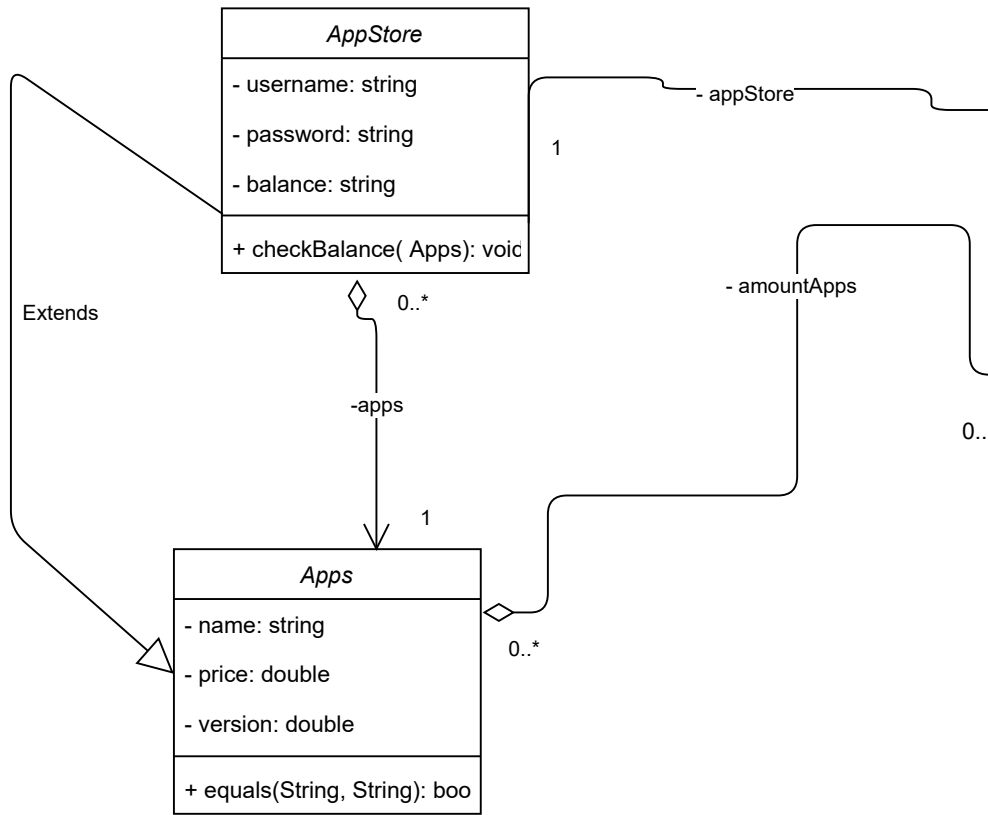 AppStore
- username: string
- password: string
- balance: string
+ checkBalance( Apps): void
- appStore
1
- amountApps
0..*
Extends
-apps
0..
1
Apps
- name: string
- price: double
- version: double
+ equals(String, String): boo
0..*